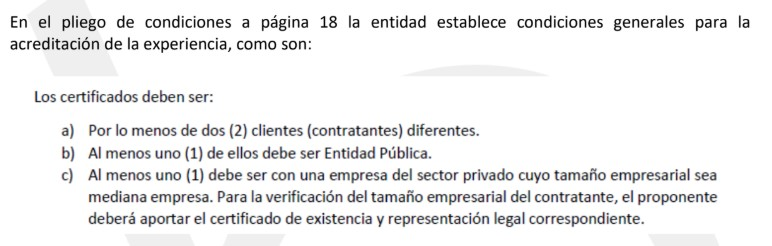 En el pliego de condiciones a página 18 la entidad establece condiciones generales para la
acreditación de la experiencia, como son:
Los certificados deben ser:
a) Por lo menos de dos (2) clientes (contratantes) diferentes.
b) Al menos uno (1) de ellos debe ser Entidad Pública.
c) Al menos uno (1) debe ser con una empresa del sector privado cuyo tamaño empresarial sea
mediana empresa. Para la verificación del tamaño empresarial del contratante, el proponente
deberá aportar el certificado de existencia y representación legal correspondiente.